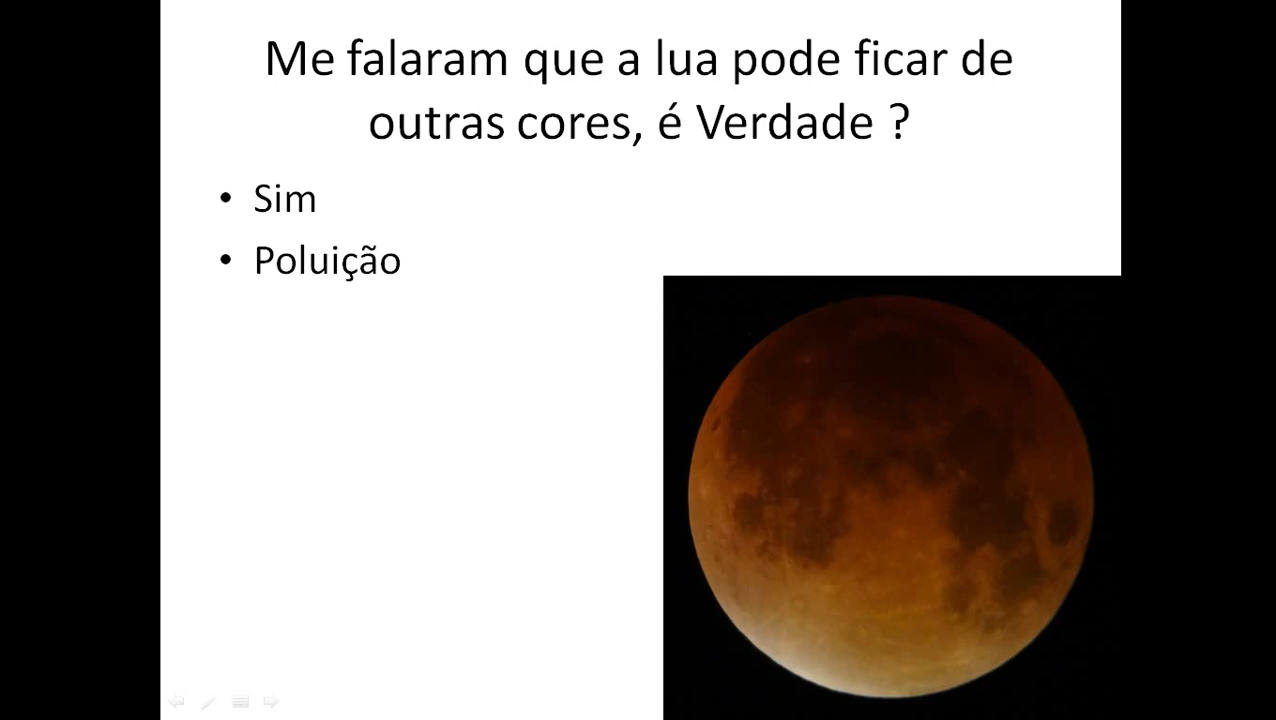 Me falaram que a lua pode ficar de
outras cores, é Verdade ?
• Sim
• Poluição